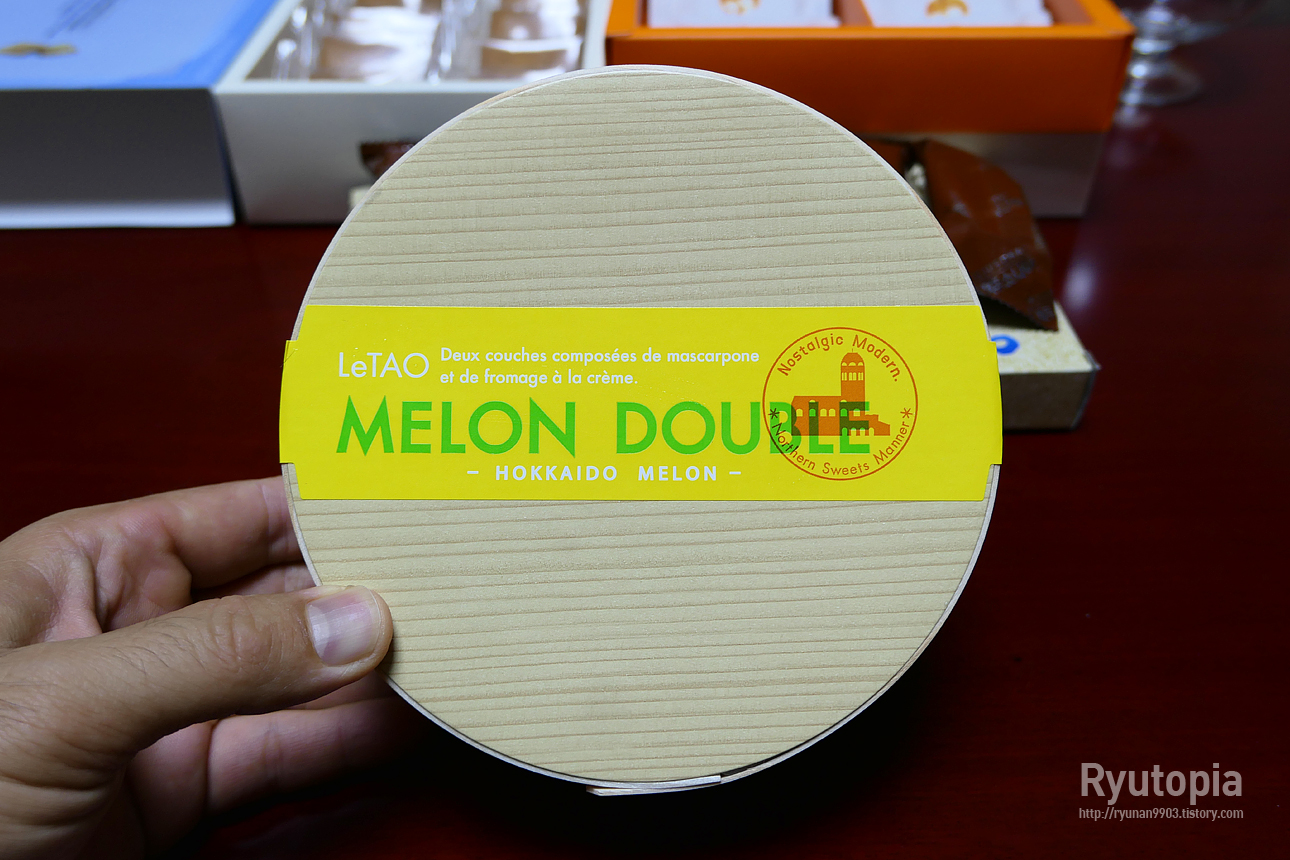 LeTAO
Deux couches composées de mascarpone
et de fromage à la crème.
MELON DOUBLE
– HOKKAIDO MELON –
Nostalgic Modern.
* Northern Sweets Manner *
Ryutopia
http://ryunan9903.tistory.com